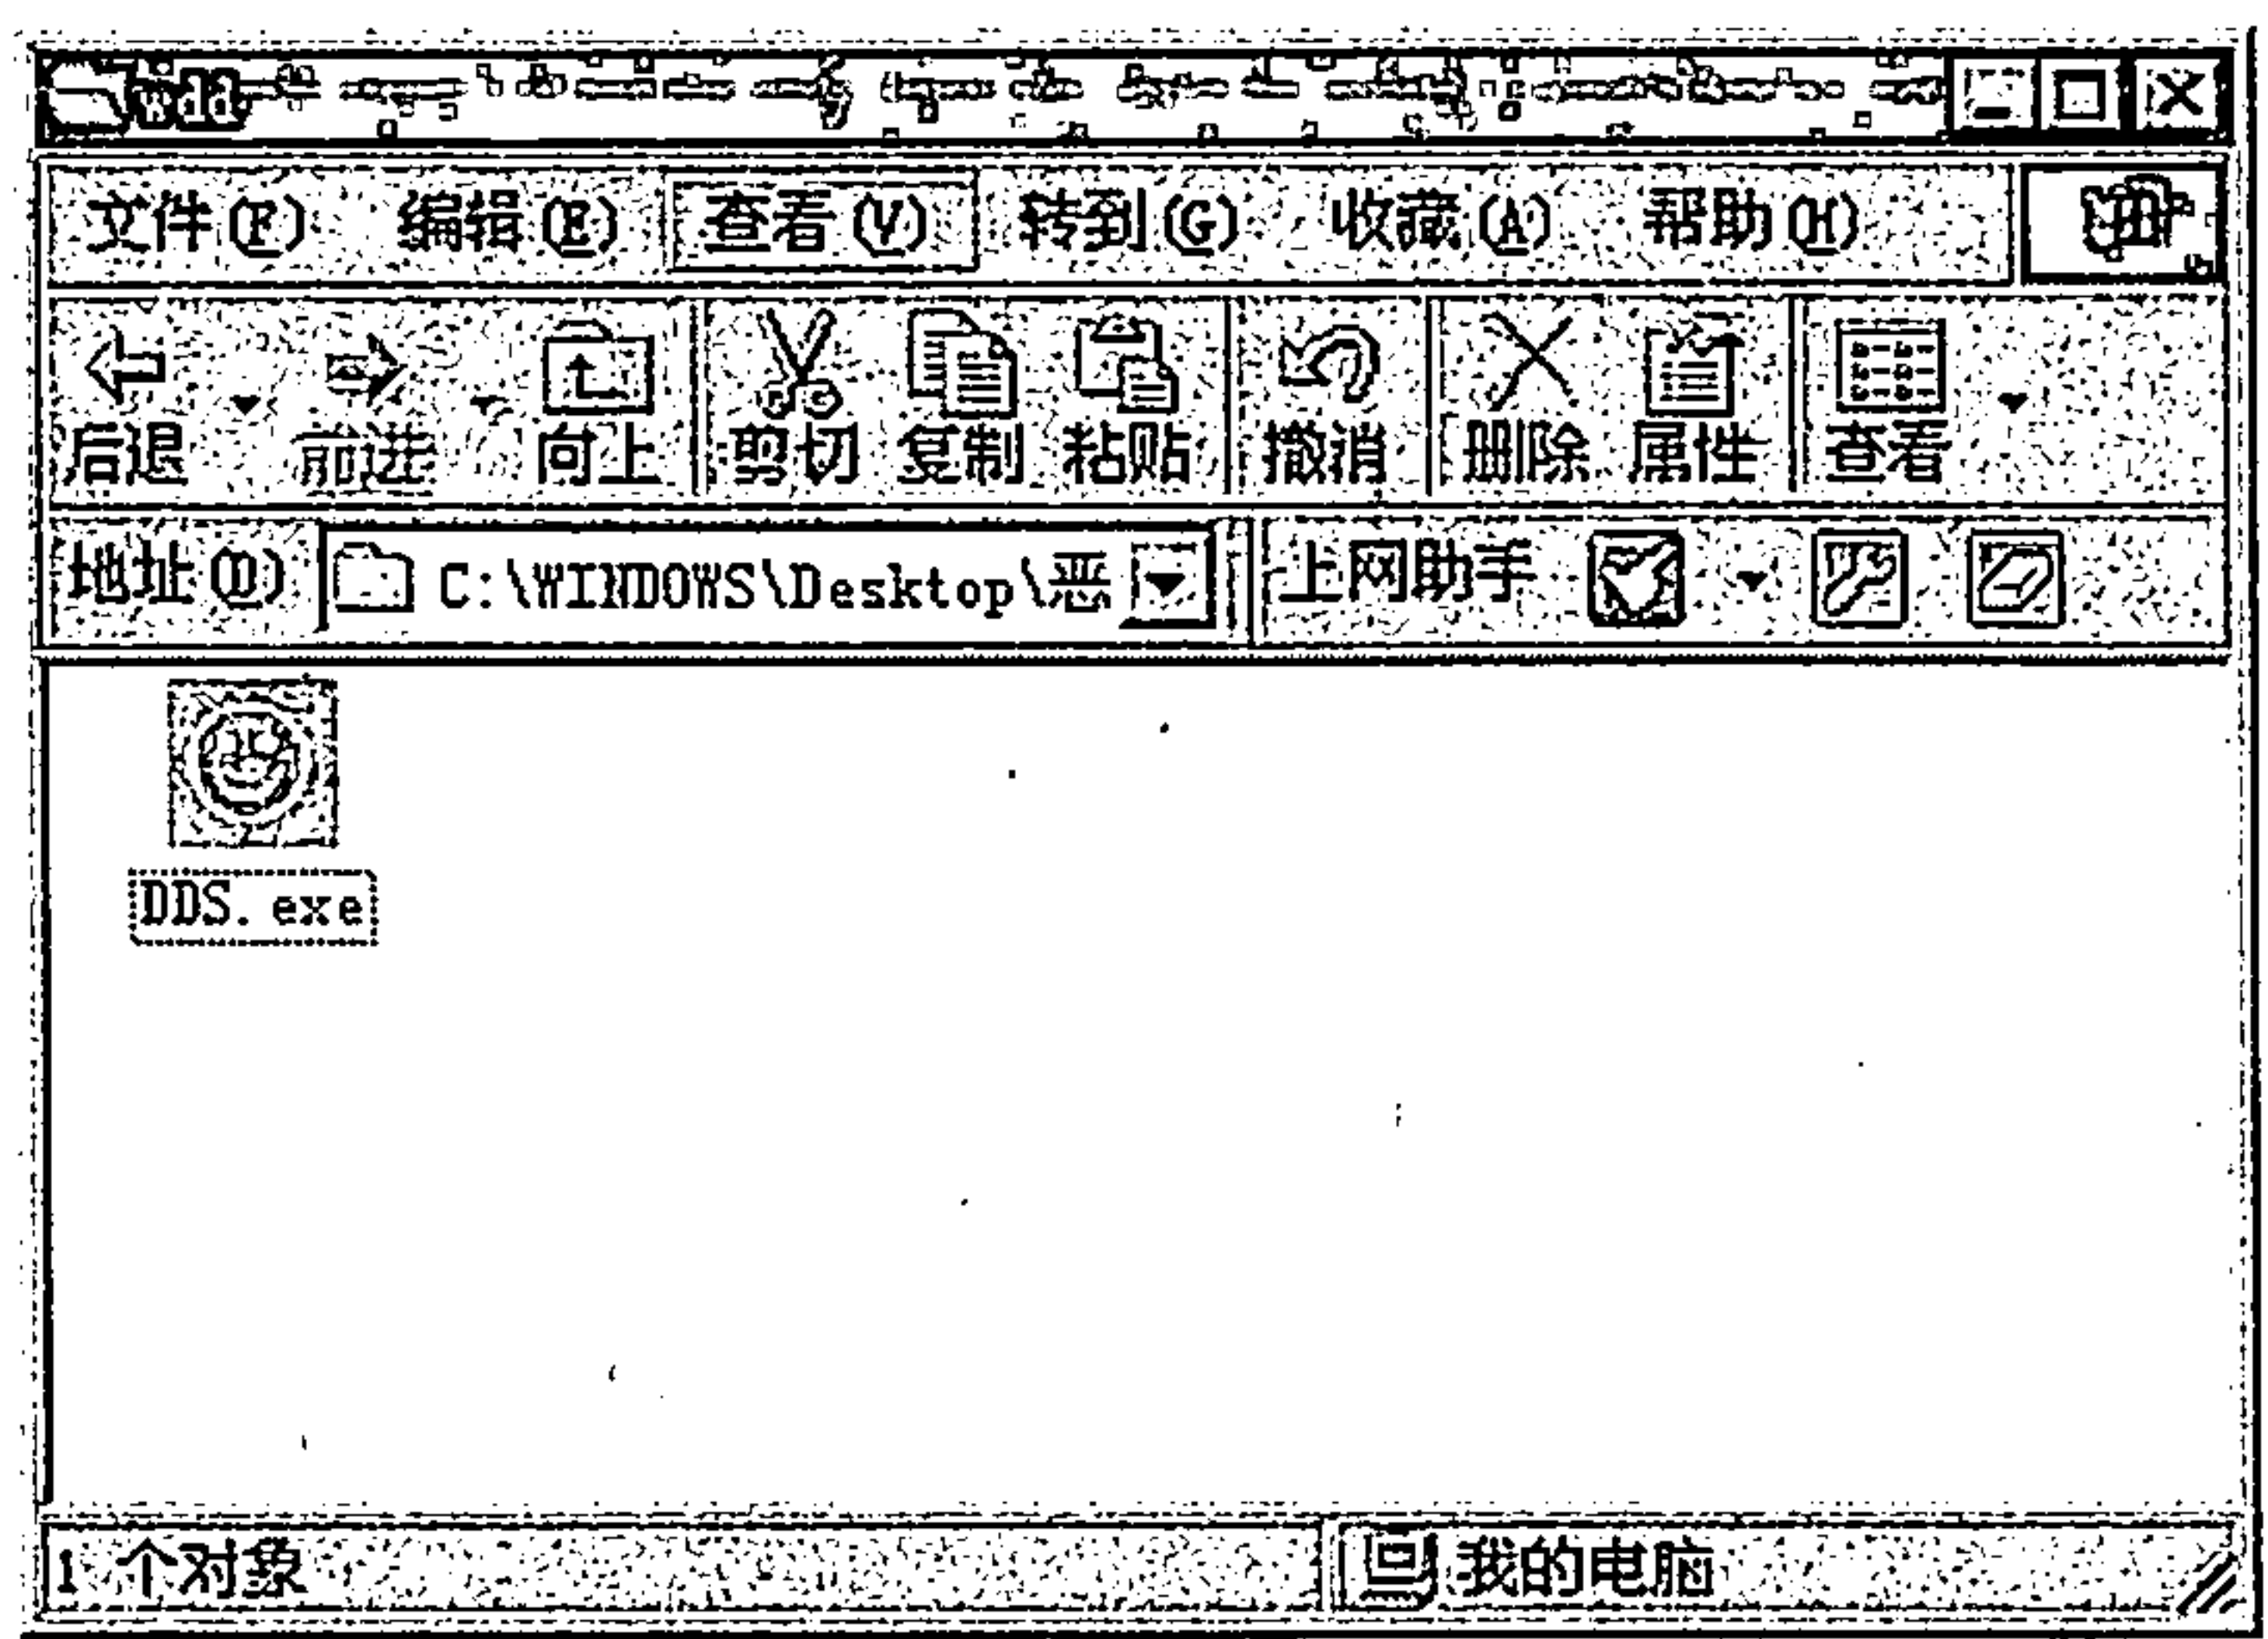 wdd
文件(F) 编辑(E) 查看(V) 转到(G) 收藏(A) 帮助(H)
后退 前进 向上 剪切 复制 粘贴 撤消 删除 属性 查看
地址(D) C:\WINDOWS\Desktop\恶 上网助手
DDS.exe
1 个对象 我的电脑